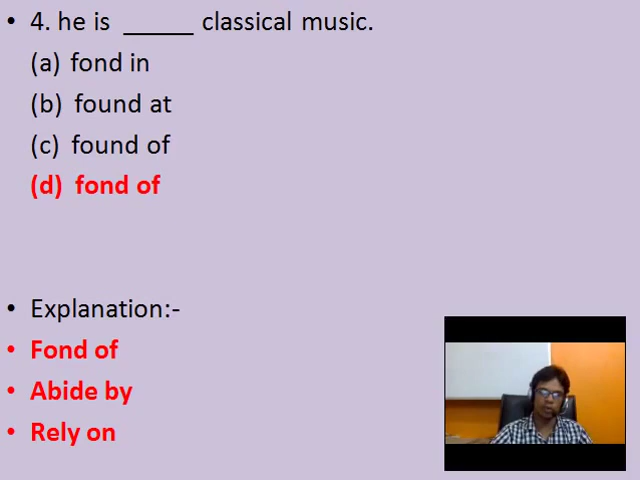 • 4. he is _____ classical music.
(a) fond in
(b) found at
(c) found of
(d) fond of
• Explanation:-
• Fond of
• Abide by
• Rely on